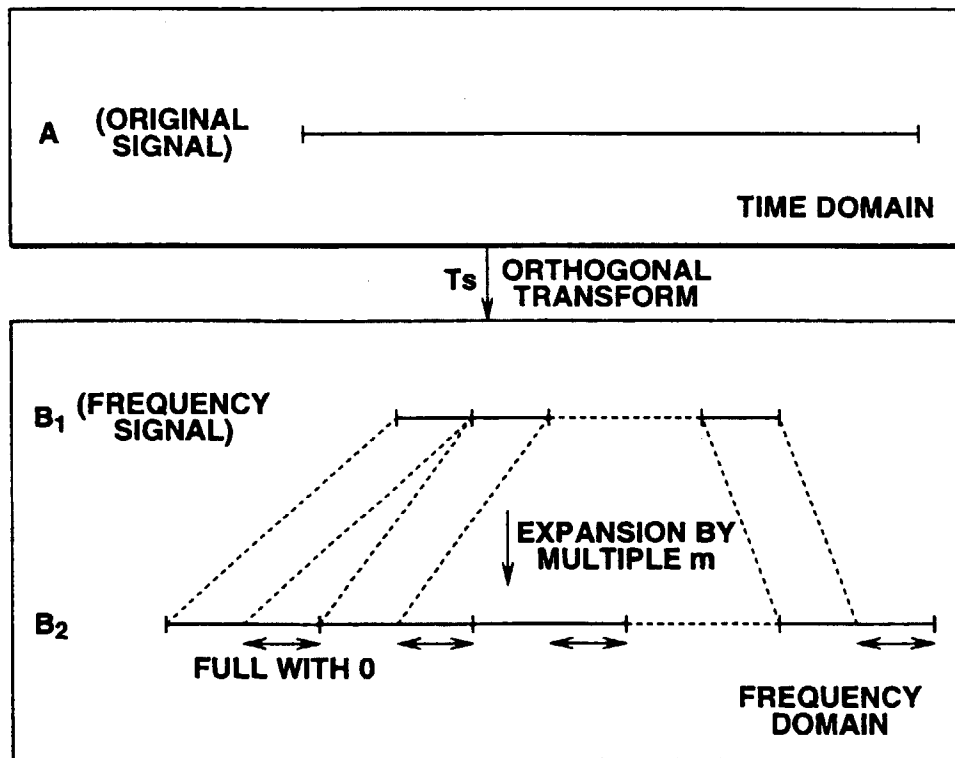 A (ORIGINAL
SIGNAL)
TIME DOMAIN
Ts ORTHOGONAL
TRANSFORM
B1 (FREQUENCY
SIGNAL)
EXPANSION BY
MULTIPLE m
B2
FULL WITH 0
FREQUENCY
DOMAIN